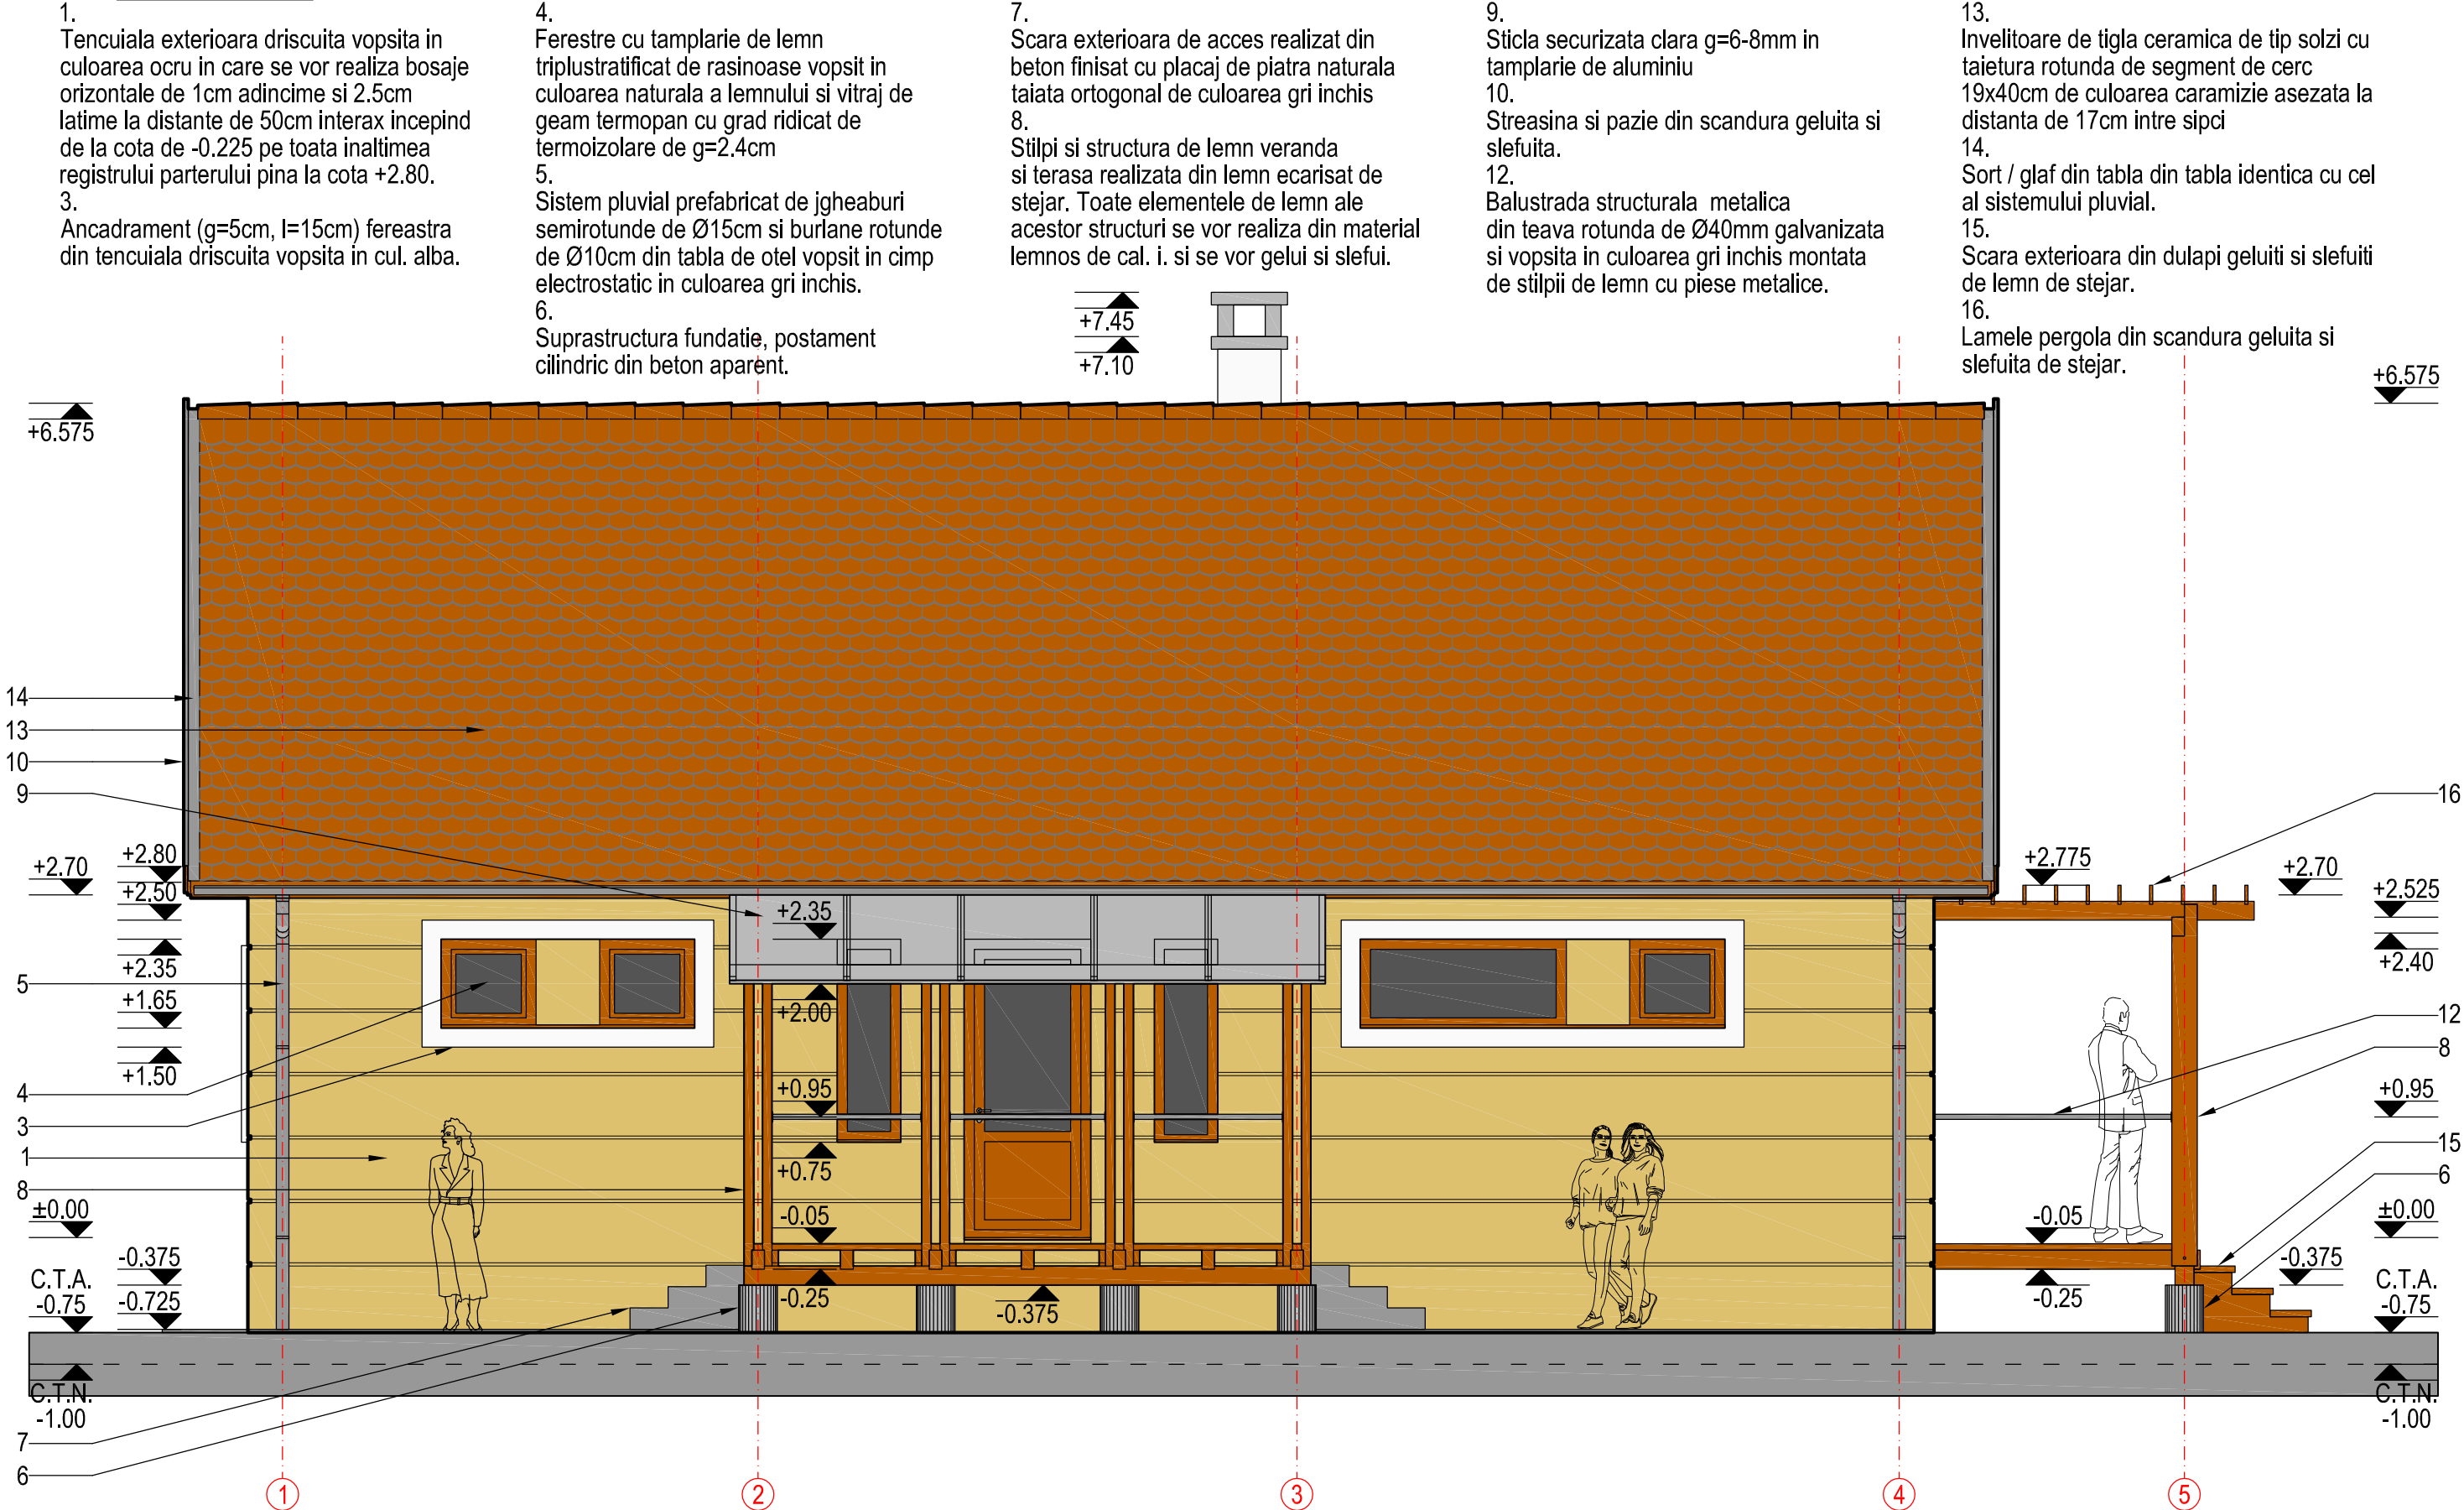 1.
Tencuiala exterioara driscuita vopsita in
culoarea ocru in care se vor realiza bosaje
orizontale de 1cm adincime si 2.5cm
latime la distante de 50cm interax incepind
de la cota de -0.225 pe toata inaltimea
registrului parterului pina la cota +2.80.
3.
Ancadrament (g=5cm, l=15cm) fereastra
din tencuiala driscuita vopsita in cul. alba.
4.
Ferestre cu tamplarie de lemn
triplustratificat de rasinoase vopsit in
culoarea naturala a lemnului si vitraj de
geam termopan cu grad ridicat de
termoizolare de g=2.4cm
5.
Sistem pluvial prefabricat de jgheaburi
semirotunde de Ø15cm si burlane rotunde
de Ø10cm din tabla de otel vopsit in cimp
electrostatic in culoarea gri inchis.
6.
Suprastructura fundatie, postament
cilindric din beton aparent.
7.
Scara exterioara de acces realizat din
beton finisat cu placaj de piatra naturala
taiata ortogonal de culoarea gri inchis
8.
Stilpi si structura de lemn veranda
si terasa realizata din lemn ecarisat de
stejar. Toate elementele de lemn ale
acestor structuri se vor realiza din material
lemnos de cal. i. si se vor gelui si slefui.
9.
Sticla securizata clara g=6-8mm in
tamplarie de aluminiu
10.
Streasina si pazie din scandura geluita si
slefuita.
12.
Balustrada structurala metalica
din teava rotunda de Ø40mm galvanizata
si vopsita in culoarea gri inchis montata
de stilpii de lemn cu piese metalice.
13.
Invelitoare de tigla ceramica de tip solzi cu
taietura rotunda de segment de cerc
19x40cm de culoarea caramizie asezata la
distanta de 17cm intre sipci
14.
Sort / glaf din tabla din tabla identica cu cel
al sistemului pluvial.
15.
Scara exterioara din dulapi geluiti si slefuiti
de lemn de stejar.
16.
Lamele pergola din scandura geluita si
slefuita de stejar.
+7.45
+7.10
+6.575
+6.575
14
13
10
9
16
+2.70
+2.80
+2.50
+2.35
+1.65
+1.50
5
4
3
1
8
±0.00
-0.375
C.T.A.
-0.75
-0.725
C.T.N.
-1.00
7
6
+2.35
+2.00
+0.95
+0.75
-0.05
-0.25
-0.375
+2.775
+2.70
+2.525
+2.40
12
8
+0.95
15
6
-0.05
±0.00
-0.25
-0.375
C.T.A.
-0.75
C.T.N.
-1.00
1
2
3
4
5